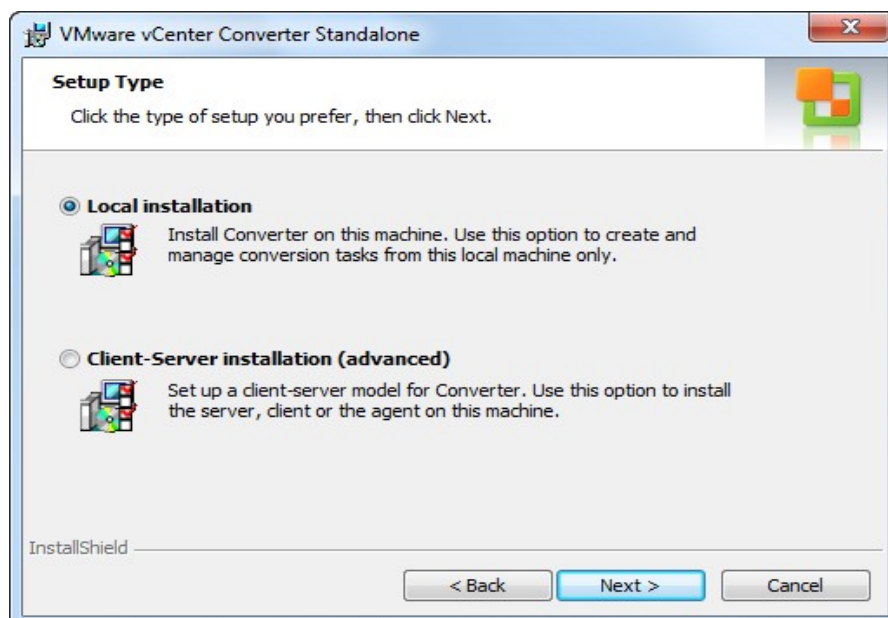 VMware vCenter Converter Standalone
Setup Type
Click the type of setup you prefer, then click Next.
Local installation
Install Converter on this machine. Use this option to create and
manage conversion tasks from this local machine only.
Client-Server installation (advanced)
Set up a client-server model for Converter. Use this option to install
the server, client or the agent on this machine.
InstallShield
< Back
Next >
Cancel